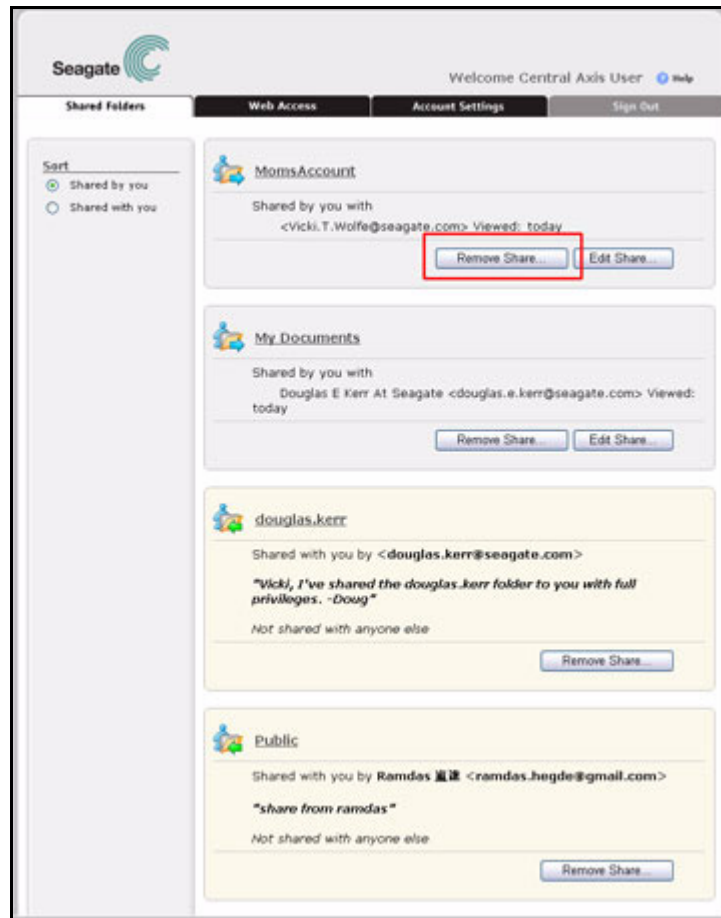 Seagate
Welcome Central Axis User Help
Shared Folders Web Access Account Settings Sign Out
Sort
Shared by you
Shared with you
MomsAccount
Shared by you with
<Vicki.T.Wolfe@seagate.com> Viewed: today
Remove Share... Edit Share...
My Documents
Shared by you with
Douglas E Kerr At Seagate <douglas.e.kerr@seagate.com> Viewed:
today
Remove Share... Edit Share...
douglas.kerr
Shared with you by <douglas.kerr@seagate.com>
"Vicki, I've shared the douglas.kerr folder to you with full
privileges. -Doug"
Not shared with anyone else
Remove Share...
Public
Shared with you by Ramdas <ramdas.hegde@gmail.com>
"share from ramdas"
Not shared with anyone else
Remove Share...